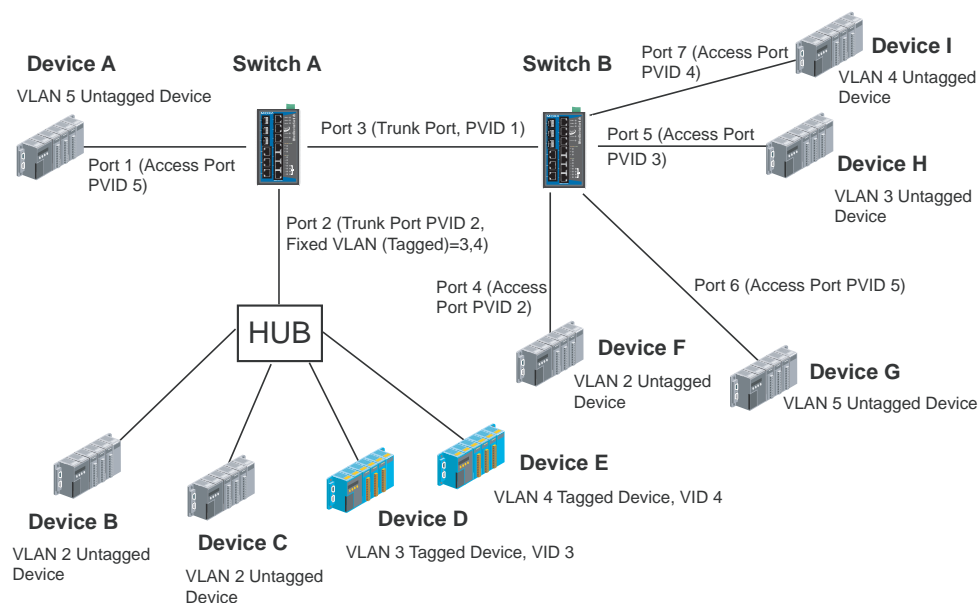 Device A
VLAN 5 Untagged Device
Switch A
Switch B
Port 7 (Access Port
PVID 4)
Device I
VLAN 4 Untagged
Device
Port 1 (Access Port
PVID 5)
Port 3 (Trunk Port, PVID 1)
Port 5 (Access Port
PVID 3)
Device H
VLAN 3 Untagged
Device
Port 2 (Trunk Port PVID 2,
Fixed VLAN (Tagged)=3,4)
Port 4 (Access
Port PVID 2)
Port 6 (Access Port PVID 5)
HUB
Device F
VLAN 2 Untagged
Device
Device G
VLAN 5 Untagged Device
Device E
VLAN 4 Tagged Device, VID 4
Device B
VLAN 2 Untagged
Device
Device C
VLAN 2 Untagged
Device
Device D
VLAN 3 Tagged Device, VID 3